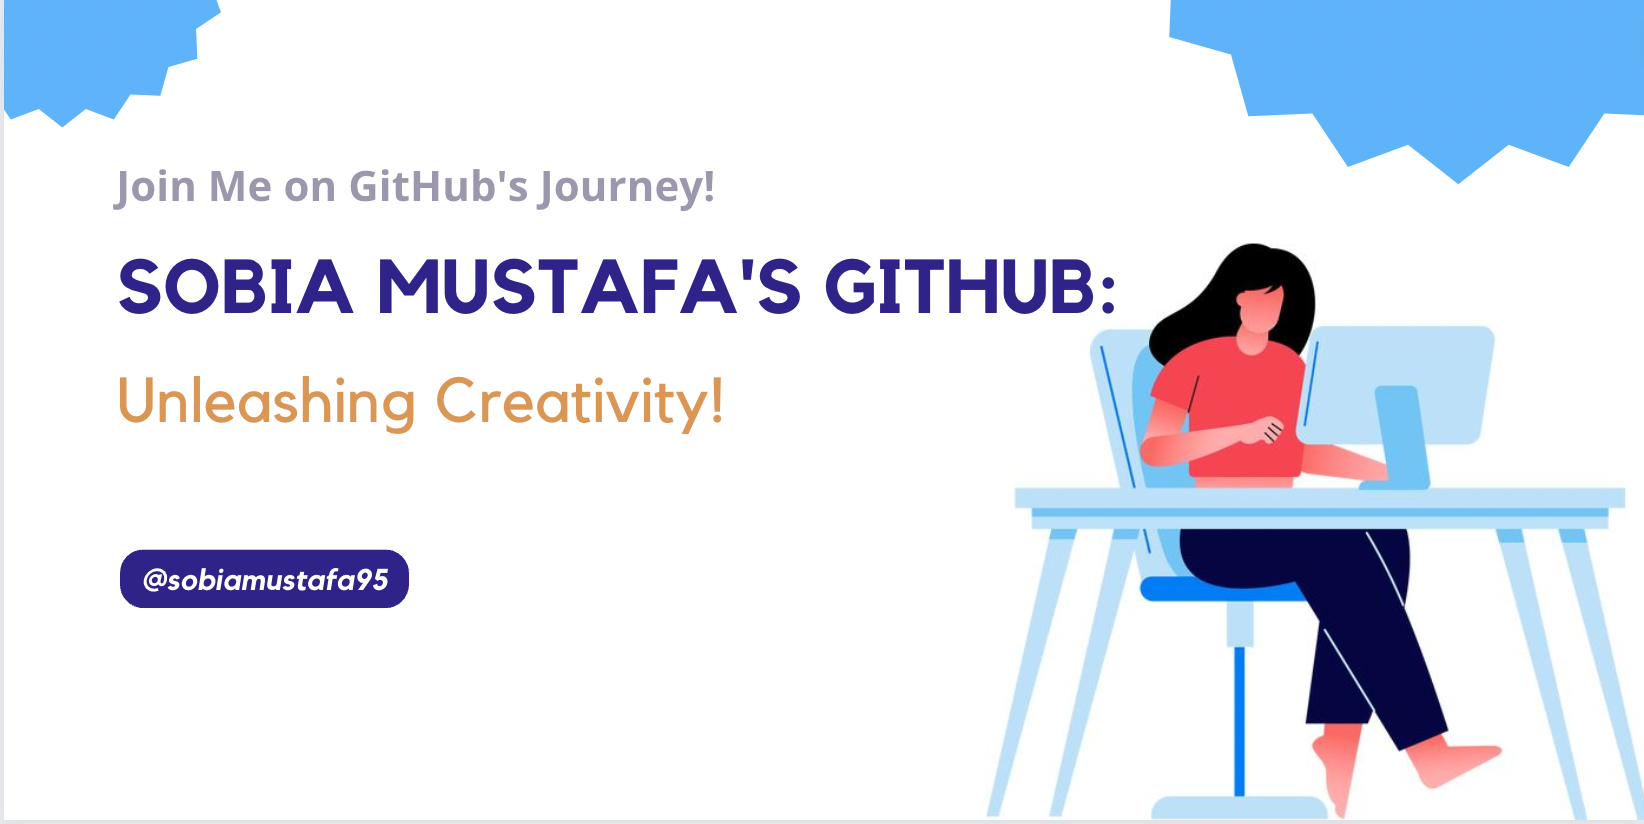 Join Me on GitHub's Journey!
SOBIA MUSTAFA'S GITHUB:
Unleashing Creativity!
@sobiamustafa95